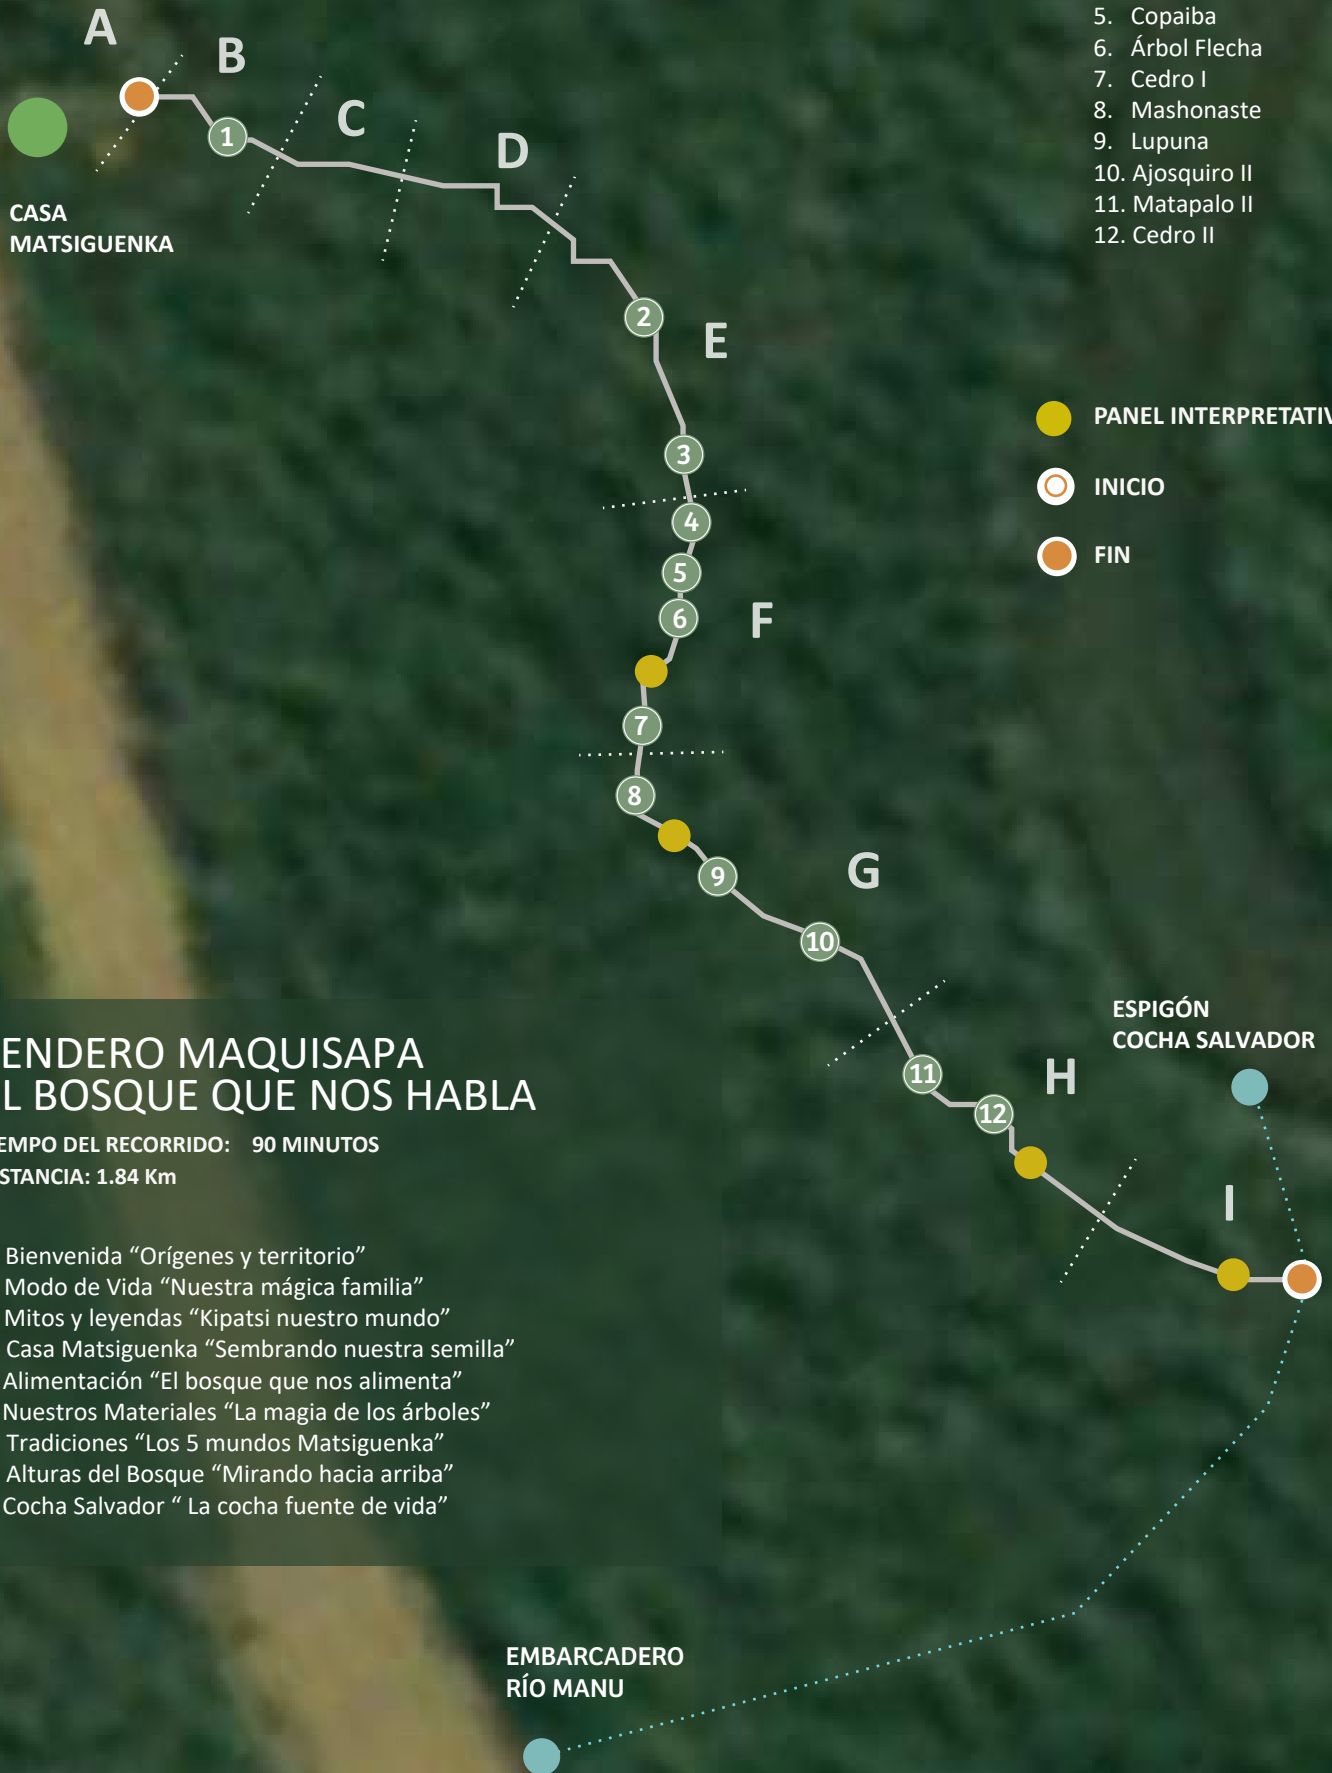 5. Copaiba
6. Árbol Flecha
7. Cedro I
8. Mashonaste
9. Lupuna
10. Ajosquiro II
11. Matapalo II
12. Cedro II
A
B
C
D
E
F
G
H
I
1
2
3
4
5
6
7
8
9
10
11
12
CASA
MATSIGUENKA
PANEL INTERPRETATIV
INICIO
FIN
ESPIGÓN
COCHA SALVADOR
ENDERO MAQUISAPA
L BOSQUE QUE NOS HABLA
EMPO DEL RECORRIDO: 90 MINUTOS
STANCIA: 1.84 Km
Bienvenida “Orígenes y territorio”
Modo de Vida “Nuestra mágica familia”
Mitos y leyendas “Kipatsi nuestro mundo”
Casa Matsiguenka “Sembrando nuestra semilla”
Alimentación “El bosque que nos alimenta”
Nuestros Materiales “La magia de los árboles”
Tradiciones “Los 5 mundos Matsiguenka”
Alturas del Bosque “Mirando hacia arriba”
Cocha Salvador “ La cocha fuente de vida”
EMBARCADERO
RÍO MANU